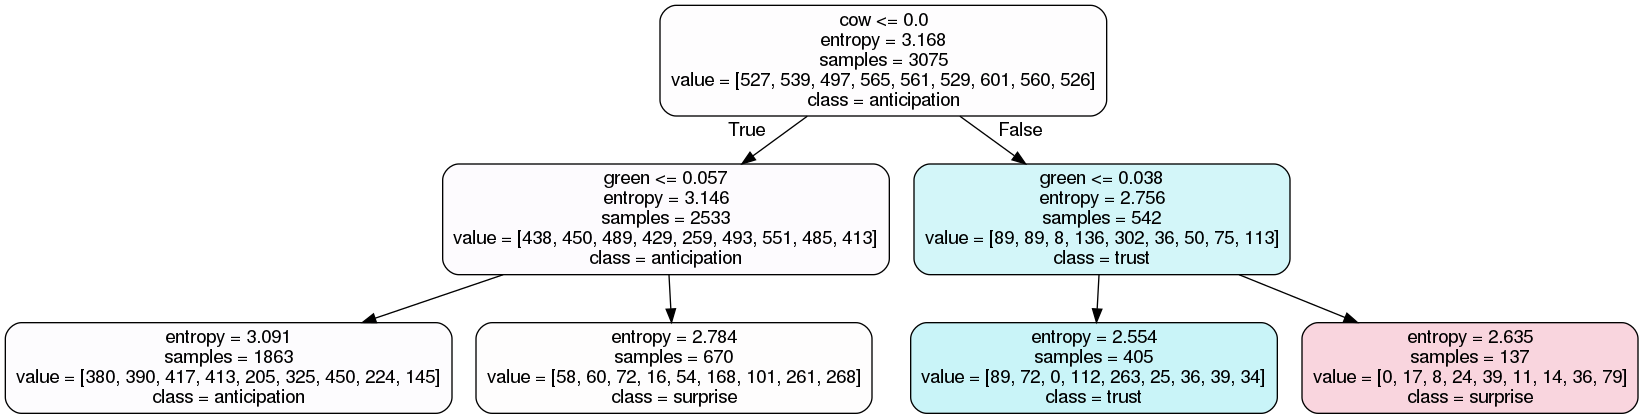 cow <= 0.0
entropy = 3.168
samples = 3075
value = [527, 539, 497, 565, 561, 529, 601, 560, 526]
class = anticipation
True
False
green <= 0.057
entropy = 3.146
samples = 2533
value = [438, 450, 489, 429, 259, 493, 551, 485, 413]
class = anticipation
green <= 0.038
entropy = 2.756
samples = 542
value = [89, 89, 8, 136, 302, 36, 50, 75, 113]
class = trust
entropy = 3.091
samples = 1863
value = [380, 390, 417, 413, 205, 325, 450, 224, 145]
class = anticipation
entropy = 2.784
samples = 670
value = [58, 60, 72, 16, 54, 168, 101, 261, 268]
class = surprise
entropy = 2.554
samples = 405
value = [89, 72, 0, 112, 263, 25, 36, 39, 34]
class = trust
entropy = 2.635
samples = 137
value = [0, 17, 8, 24, 39, 11, 14, 36, 79]
class = surprise